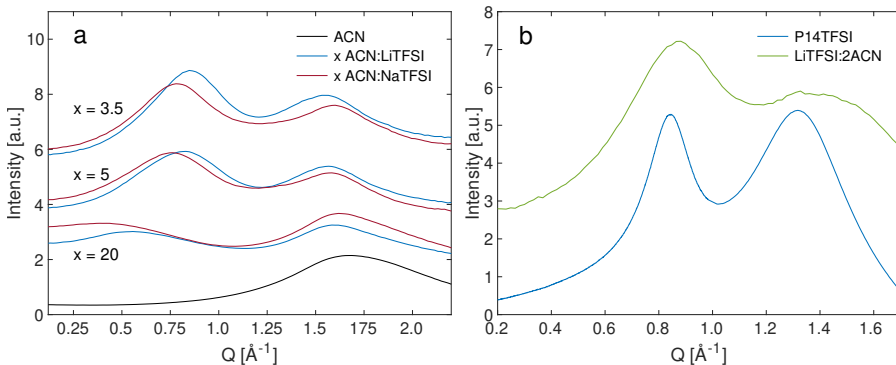 a
ACN
x ACN:LiTFSI
x ACN:NaTFSI
x = 3.5
x = 5
x = 20
Intensity [a.u.]
10
8
6
4
2
0
0.25 0.5 0.75 1.0 1.25 1.5 1.75 2.0
Q [Å-1]
b
P14TFSI
LiTFSI:2ACN
Intensity [a.u.]
8
7
6
5
4
3
2
1
0
0.2 0.4 0.6 0.8 1.0 1.2 1.4 1.6
Q [Å-1]